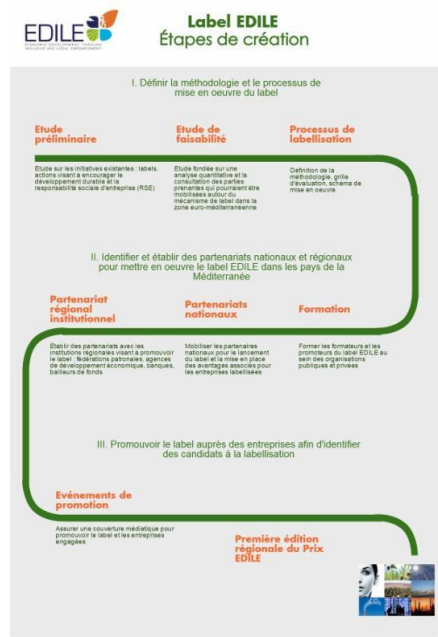 EDILE
ECONOMIC DEVELOPMENT THROUGH
INCLUSIVE AND LOCAL EMPOWERMENT
Label EDILE
Étapes de création
I. Définir la méthodologie et le processus de
mise en oeuvre du label
Etude
préliminaire
Etude de
faisabilité
Processus de
labellisation
Etude sur les initiatives existantes : labels,
actions visant à encourager le
développement durable et la
responsabilité sociale d'entreprise (RSE)
Etude fondée sur une
analyse quantitative et la
consultation des parties
prenantes qui pourraient être
mobilisées autour du
mécanisme de label dans la
zone euro-méditerranéenne
Définition de la
méthodologie, grille
d'évaluation, schéma de
mise en oeuvre
II. Identifier et établir des partenariats nationaux et régionaux
pour mettre en oeuvre le label EDILE dans les pays de la
Méditerranée
Partenariat
régional
institutionnel
Partenariats
nationaux
Formation
Établir des partenariats avec les
institutions régionales visant à promouvoir
le label : fédérations patronales, agences
de développement économique, banques,
bailleurs de fonds
Mobiliser les partenaires
nationaux pour le lancement
du label et la mise en place
des avantages associés pour
les entreprises labellisées
Former les formateurs et les
promoteurs du label EDILE au
sein des organisations
publiques et privées
III. Promouvoir le label auprès des entreprises afin d'identifier
des candidats à la labellisation
Evénements de
promotion
Assurer une couverture médiatique pour
promouvoir le label et les entreprises
engagées
Première édition
régionale du Prix
EDILE